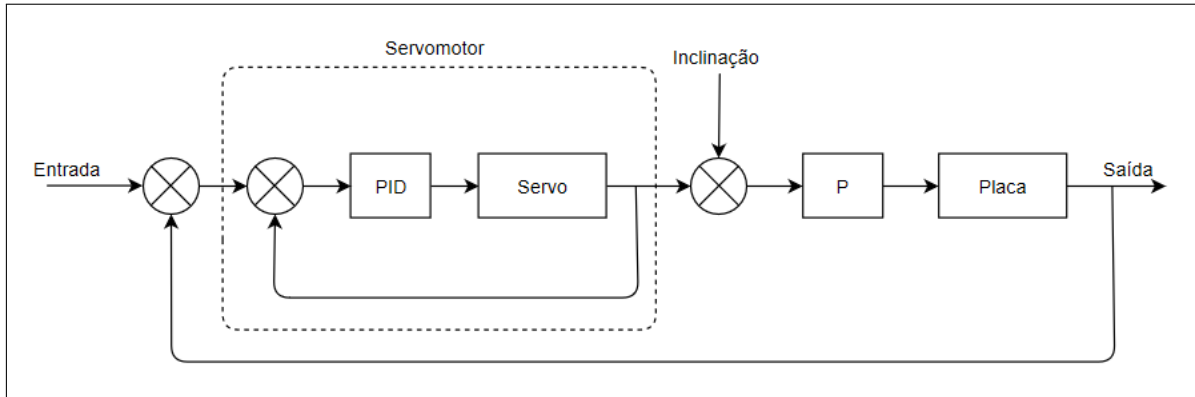 Servomotor
Inclinação
Entrada
PID
Servo
P
Placa
Saída